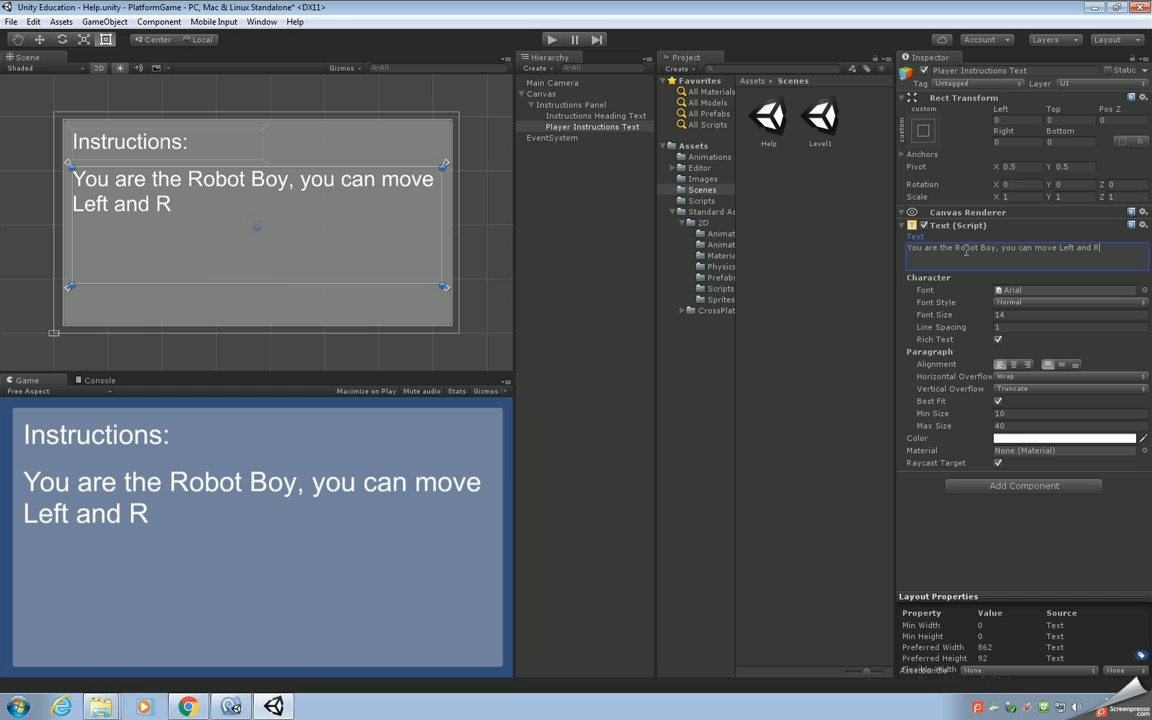 Unity Education - Help.unity - PlatformGame - PC, Mac & Linux Standalone* <DX11>
File Edit Assets GameObject Component Mobile Input Window Help
Center Local
Account Layers Layout
Scene
Shaded 2D Gizmos All
Instructions:
You are the Robot Boy, you can move
Left and R
Game Console
Free Aspect Maximize on Play Mute audio Stats Gizmos
Instructions:
You are the Robot Boy, you can move
Left and R
Hierarchy
Create All
Main Camera
Canvas
Instructions Panel
Instructions Heading Text
Player Instructions Text
EventSystem
Project
Create
Favorites
All Materials
All Models
All Prefabs
All Scripts
Assets
Animations
Editor
Images
Scenes
Scripts
Standard As
2D
Animat
Animat
Materia
Physics
Prefabs
Scripts
Sprites
CrossPlat
Assets Scenes
Help Level1
Inspector
Player Instructions Text Static
Tag Untagged Layer UI
Rect Transform
custom Left Top Pos Z
custom 0 0 0
Right Bottom
0 0 R
Anchors
Pivot X 0.5 Y 0.5
Rotation X 0 Y 0 Z 0
Scale X 1 Y 1 Z 1
Canvas Renderer
Text (Script)
Text
You are the Robot Boy, you can move Left and R
Character
Font Arial
Font Style Normal
Font Size 14
Line Spacing 1
Rich Text
Paragraph
Alignment
Horizontal Overflow Wrap
Vertical Overflow Truncate
Best Fit
Min Size 10
Max Size 40
Color
Material None (Material)
Raycast Target
Add Component
Layout Properties
Property Value Source
Min Width 0 Text
Min Height 0 Text
Preferred Width 862 Text
Preferred Height 92 Text
None None
Screenpresso.com